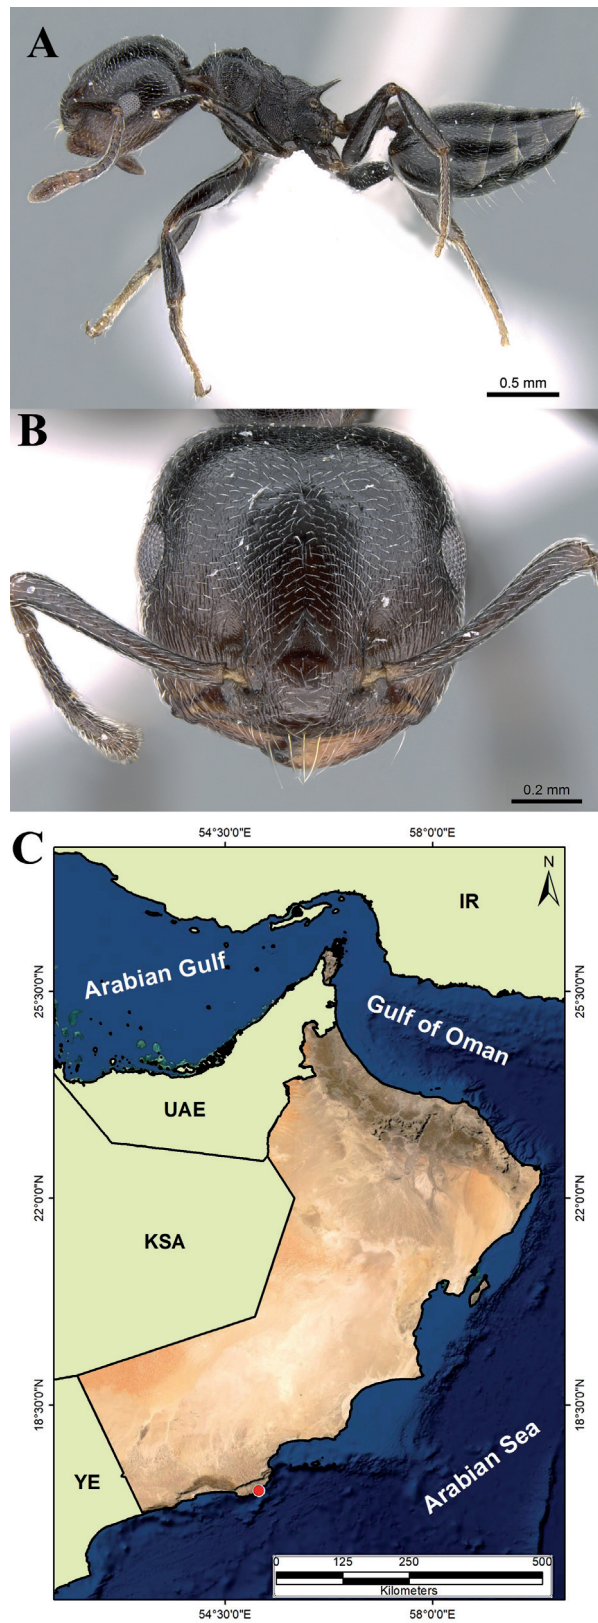 A
0.5 mm
B
0.2 mm
C
54°30'0"E
58°0'0"E
N
IR
Arabian Gulf
25°30'0"N
25°30'0"N
Gulf of Oman
UAE
22°0'0"N
22°0'0"N
KSA
18°30'0"N
18°30'0"N
Arabian Sea
YE
0 125 250 500
Kilometers
54°30'0"E
58°0'0"E